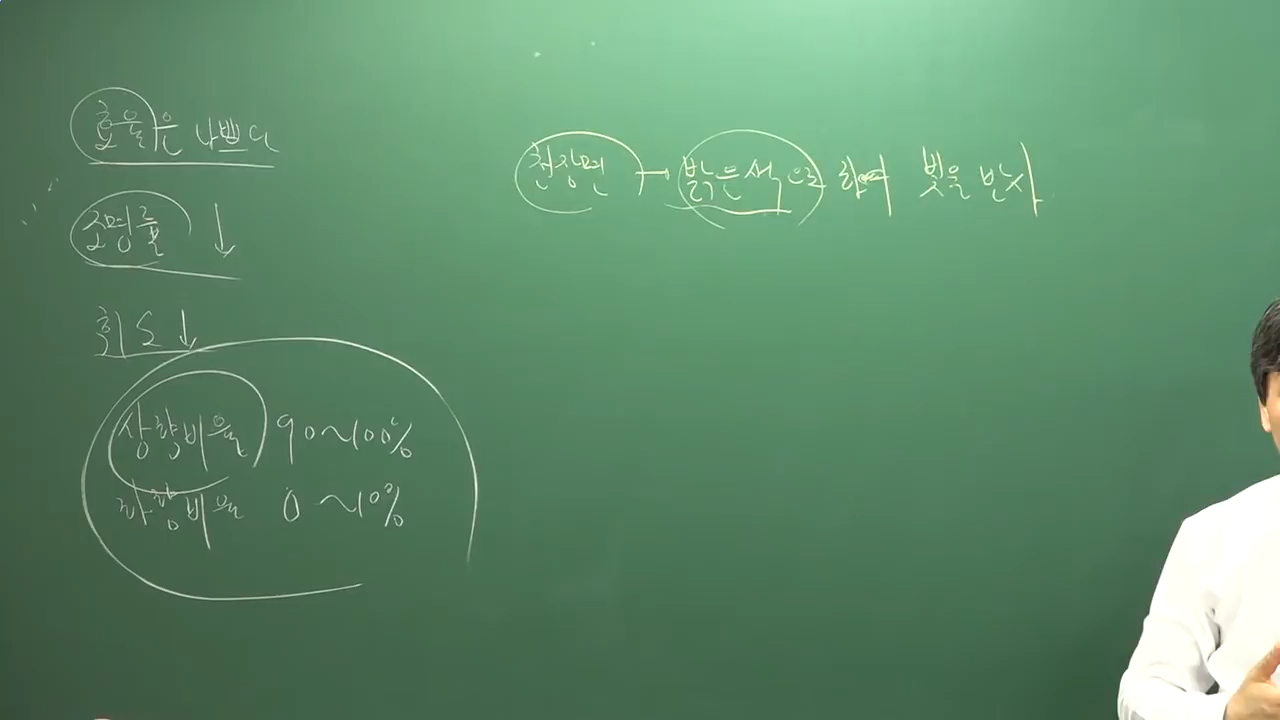 효율은 나쁘다
조명률 ↓
휘도 ↓
상향비율 90~100%
하향비율 0~10%
천장면 → 밝은색으로 하여 빛을 반사